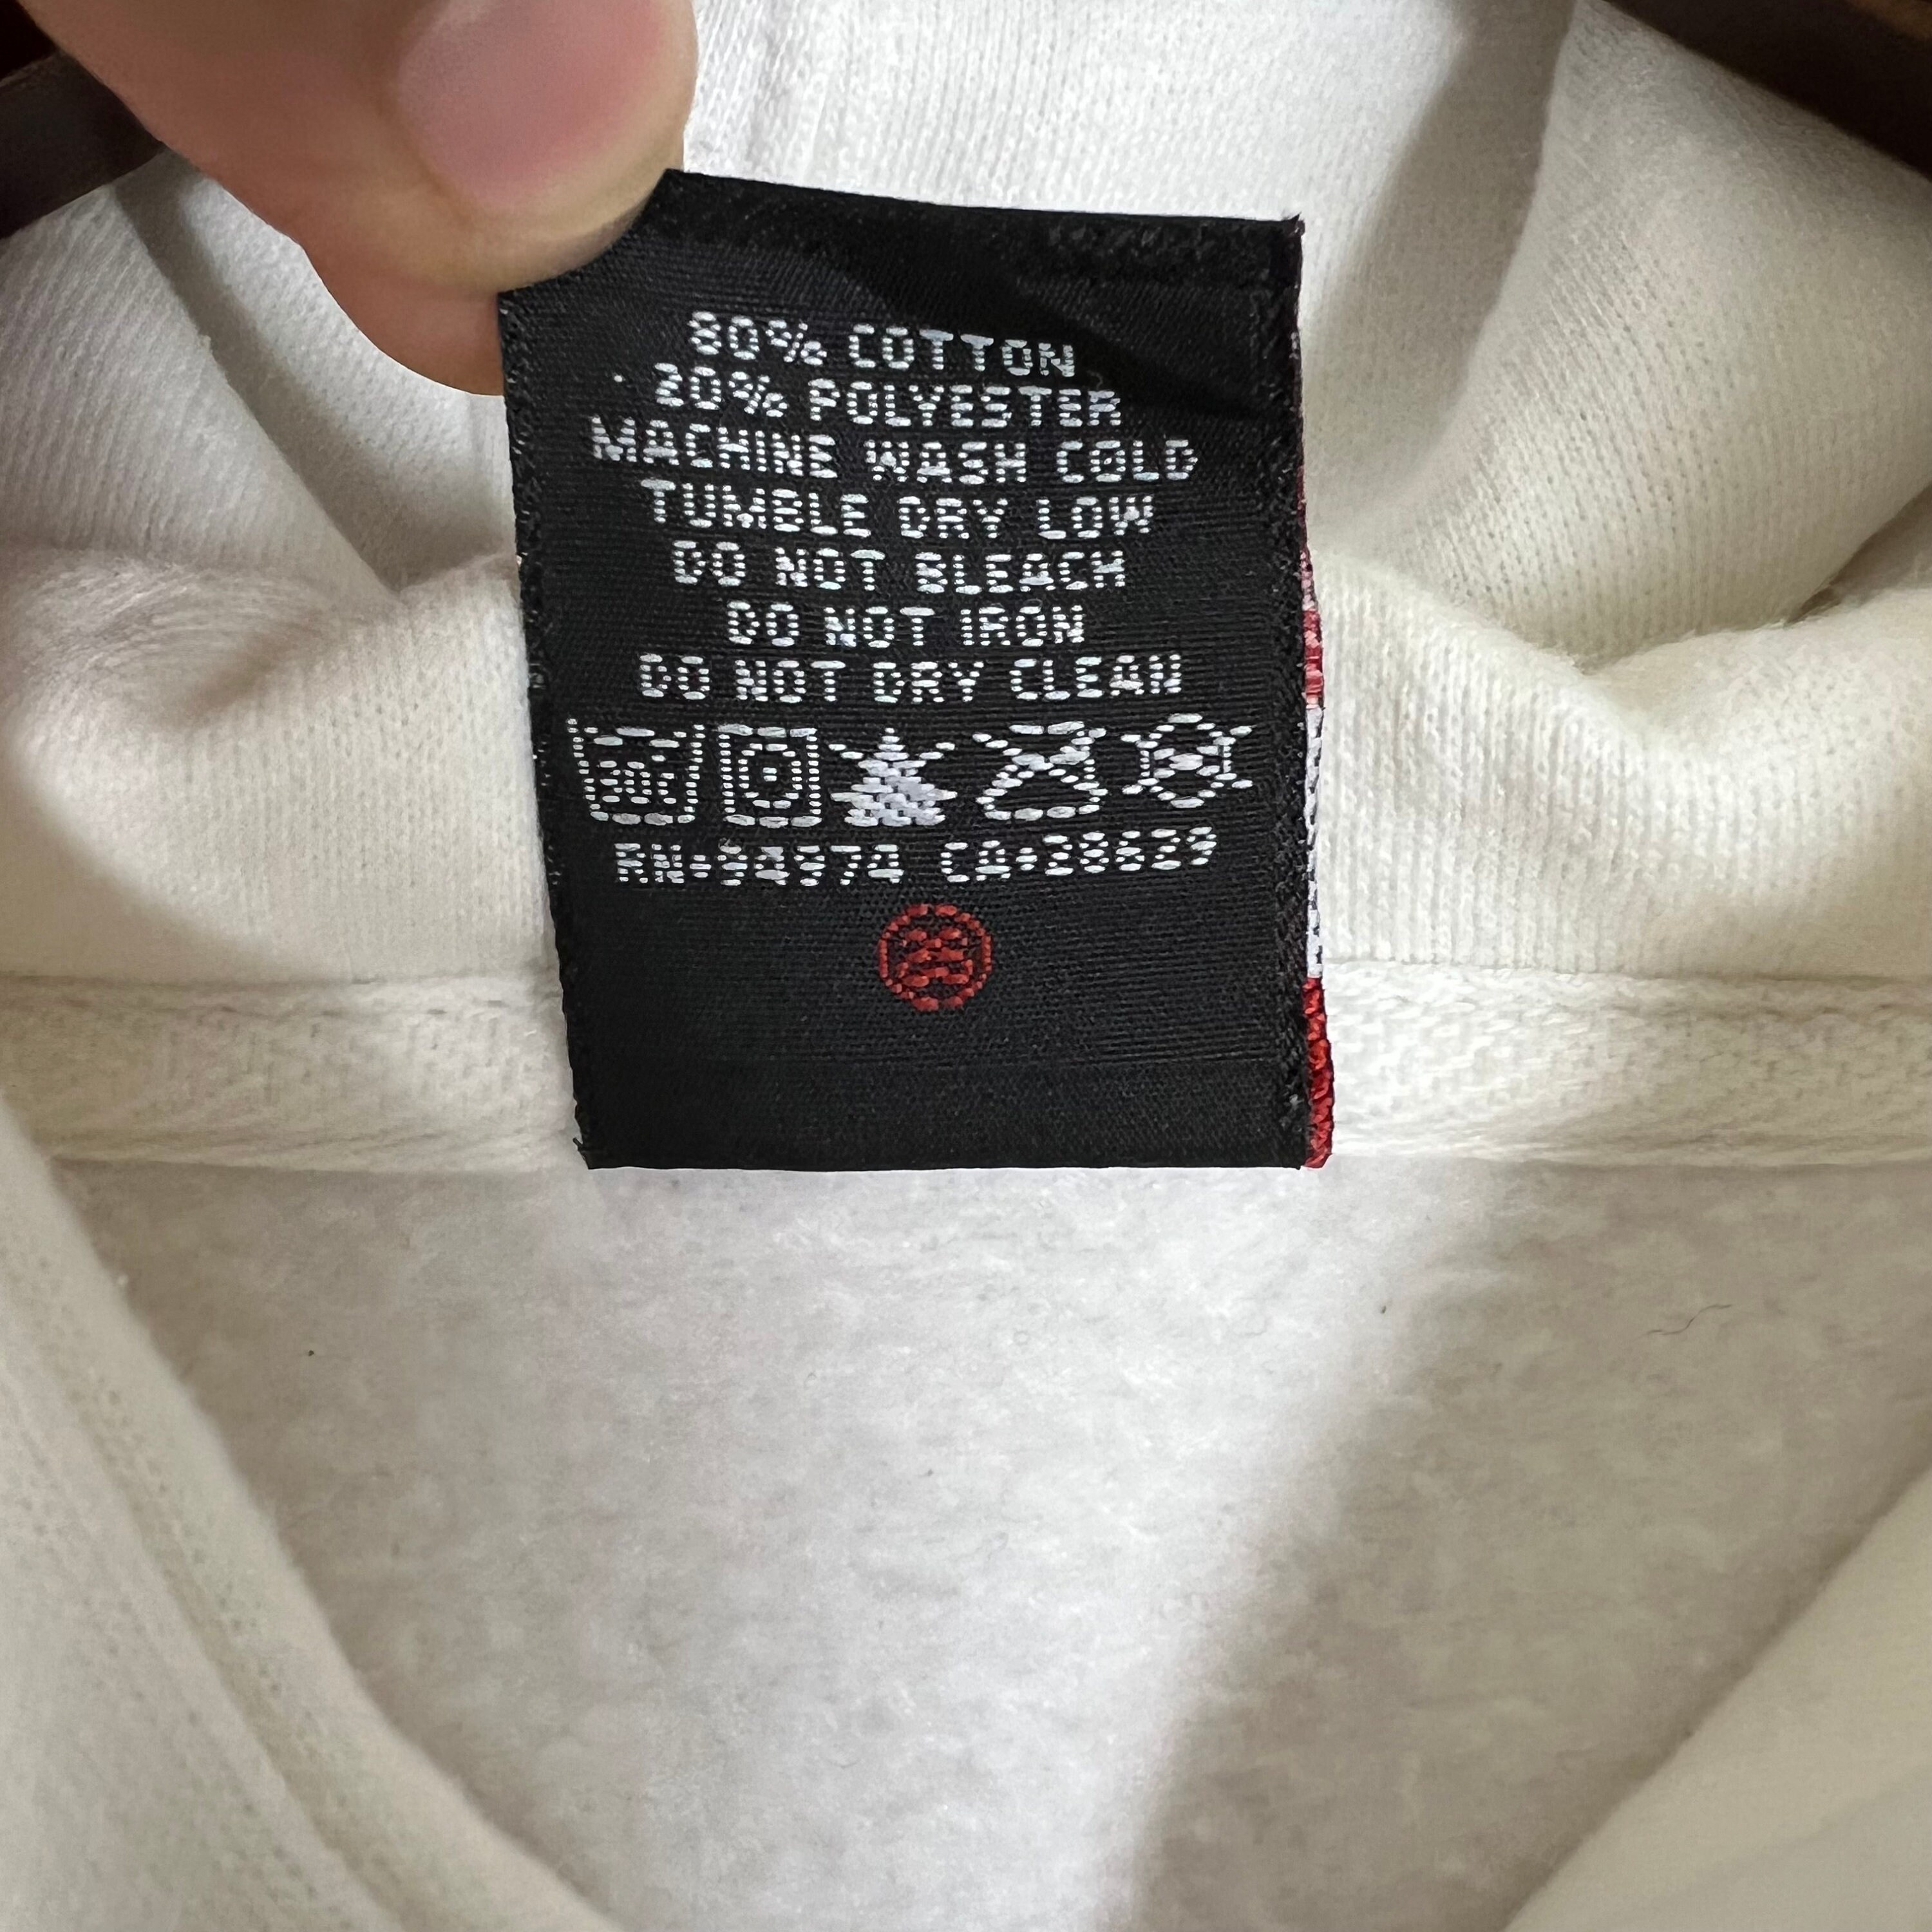 80% COTTON
20% POLYESTER
MACHINE WASH COLD
TUMBLE DRY LOW
DO NOT BLEACH
DO NOT IRON
DO NOT DRY CLEAN
RN•94974 CA•28629